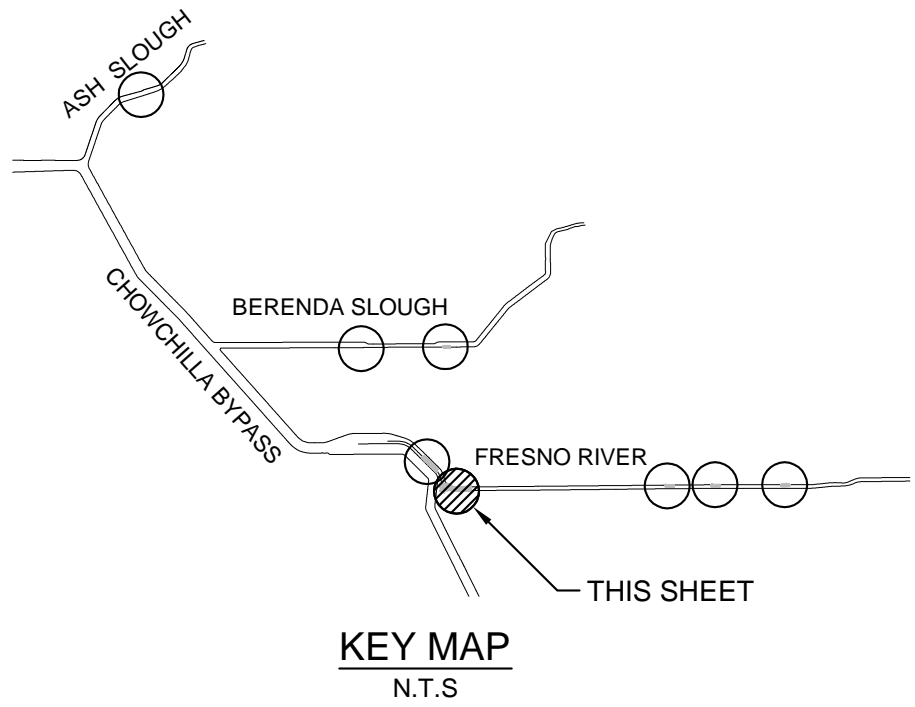 ASH SLOUGH
CHOWCHILLA BYPASS
BERENDA SLOUGH
FRESNO RIVER
THIS SHEET
KEY MAP
N.T.S